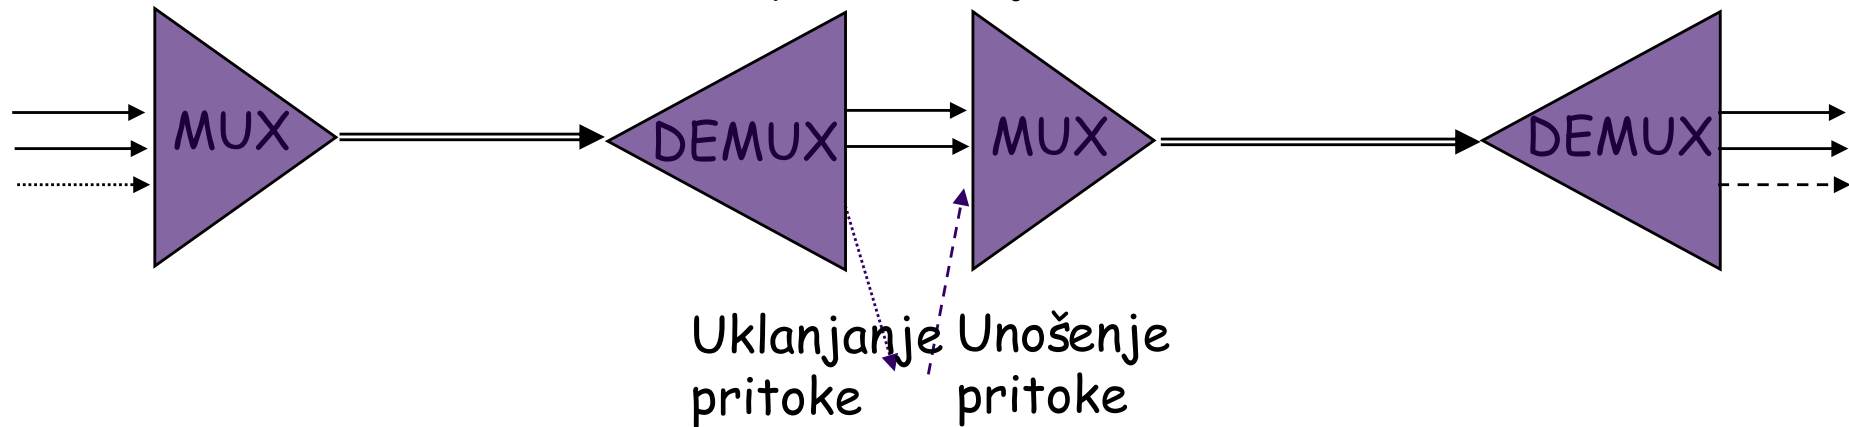 MUX
DEMUX
MUX
DEMUX
Uklanjanje
pritoke
Unošenje
pritoke